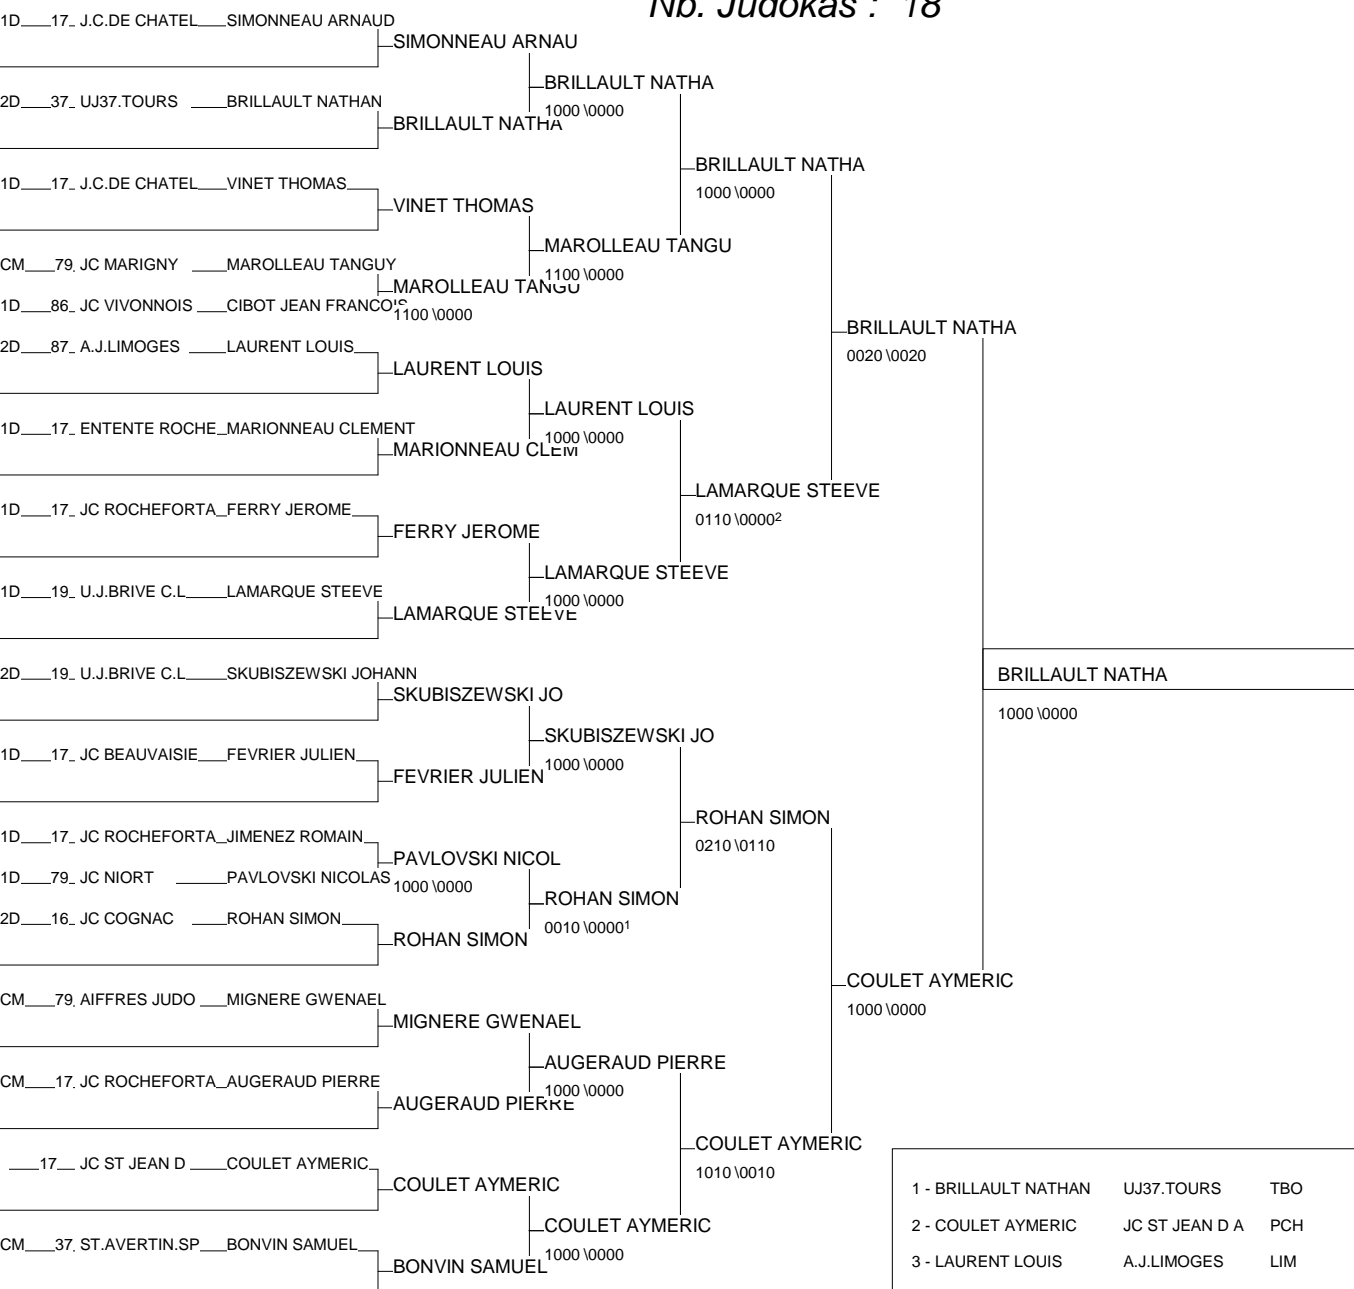 Nb. Judokas : 18
1D 17 J.C.DE CHATEL SIMONNEAU ARNAUD
SIMONNEAU ARNAU
BRILLAULT NATHA
1000 \0000
2D 37 UJ37.TOURS BRILLAULT NATHAN
BRILLAULT NATHA
BRILLAULT NATHA
1000 \0000
1D 17 J.C.DE CHATEL VINET THOMAS
VINET THOMAS
MAROLLEAU TANGU
1100 \0000
CM 79 JC MARIGNY MAROLLEAU TANGUY
MAROLLEAU TANGU
1100 \0000
1D 86 JC VIVONNOIS CIBOT JEAN FRANCOIS
BRILLAULT NATHA
0020 \0020
2D 87 A.J.LIMOGES LAURENT LOUIS
LAURENT LOUIS
LAURENT LOUIS
1000 \0000
1D 17 ENTENTE ROCHE MARIONNEAU CLEMENT
MARIONNEAU CLEM
LAMARQUE STEEVE
0110 \0000²
1D 17 JC ROCHEFORTA FERRY JEROME
FERRY JEROME
LAMARQUE STEEVE
1000 \0000
1D 19 U.J.BRIVE C.L LAMARQUE STEEVE
LAMARQUE STEEVE
BRILLAULT NATHA
1000 \0000
2D 19 U.J.BRIVE C.L SKUBISZEWSKI JOHANN
SKUBISZEWSKI JO
SKUBISZEWSKI JO
1000 \0000
1D 17 JC BEAUVAISIE FEVRIER JULIEN
FEVRIER JULIEN
ROHAN SIMON
0210 \0110
1D 17 JC ROCHEFORTA JIMENEZ ROMAIN
PAVLOVSKI NICOL
1000 \0000
1D 79 JC NIORT PAVLOVSKI NICOLAS
ROHAN SIMON
0010 \0000¹
2D 16 JC COGNAC ROHAN SIMON
ROHAN SIMON
COULET AYMERIC
1000 \0000
CM 79 AIFFRES JUDO MIGNERE GWENAEL
MIGNERE GWENAEL
AUGERAUD PIERRE
1000 \0000
CM 17 JC ROCHEFORTA AUGERAUD PIERRE
AUGERAUD PIERRE
COULET AYMERIC
1010 \0010
17 JC ST JEAN D COULET AYMERIC
COULET AYMERIC
COULET AYMERIC
1000 \0000
CM 37 ST.AVERTIN.SP BONVIN SAMUEL
BONVIN SAMUEL
1 - BRILLAULT NATHAN UJ37.TOURS TBO
2 - COULET AYMERIC JC ST JEAN D A PCH
3 - LAURENT LOUIS A.J.LIMOGES LIM